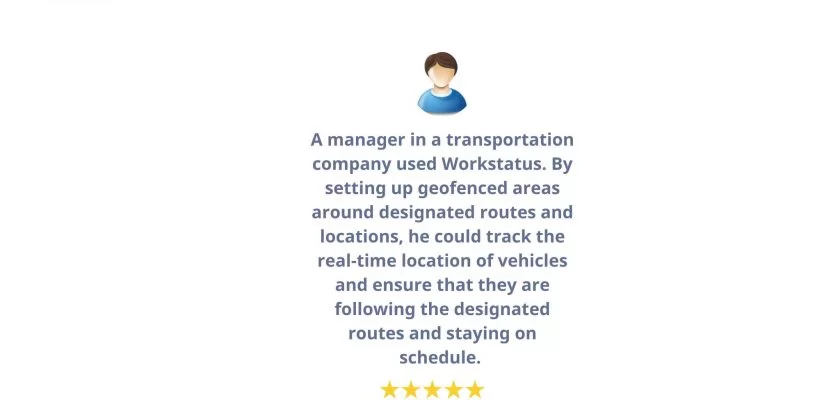 A manager in a transportation
company used Workstatus. By
setting up geofenced areas
around designated routes and
locations, he could track the
real-time location of vehicles
and ensure that they are
following the designated
routes and staying on
schedule.